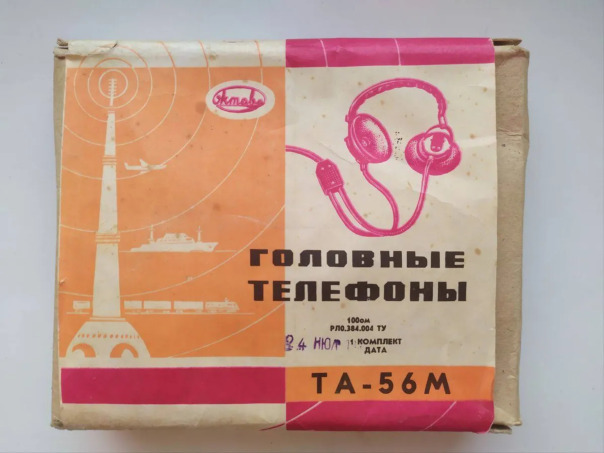 Октава
ГОЛОВНЫЕ
ТЕЛЕФОНЫ
100ом
РЛ0.384.004 ТУ
1 КОМПЛЕКТ
ДАТА
ТА-56М